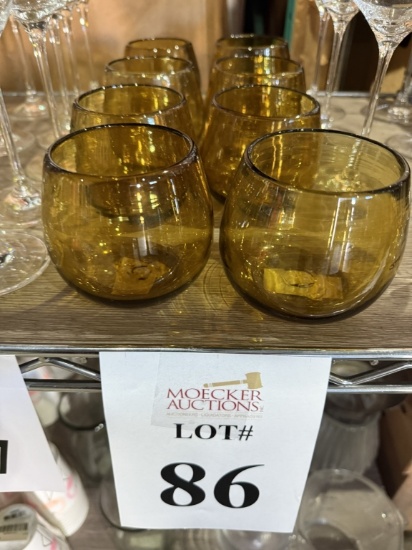 MOECKER
AUCTIONS
LOT#
86